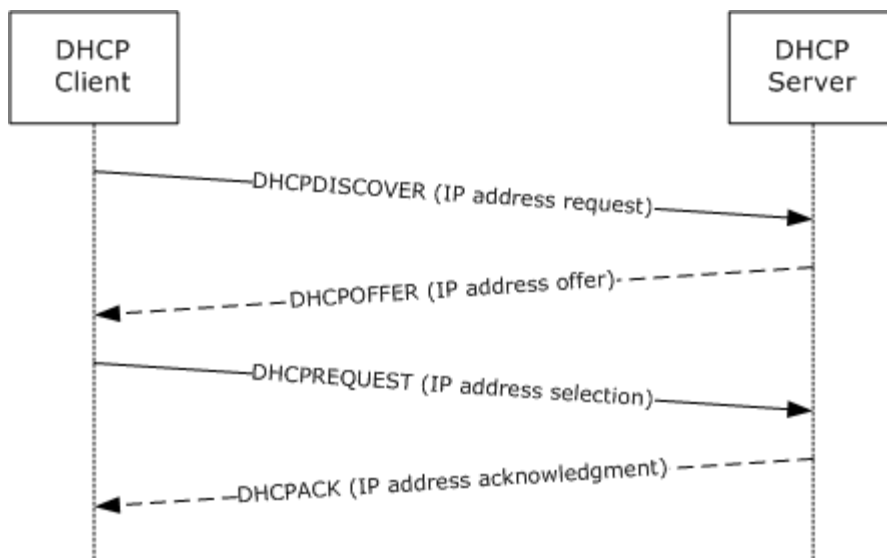 DHCP
Client
DHCP
Server
DHCPDISCOVER (IP address request)
DHCPOFFER (IP address offer)
DHCPREQUEST (IP address selection)
DHCPACK (IP address acknowledgment)